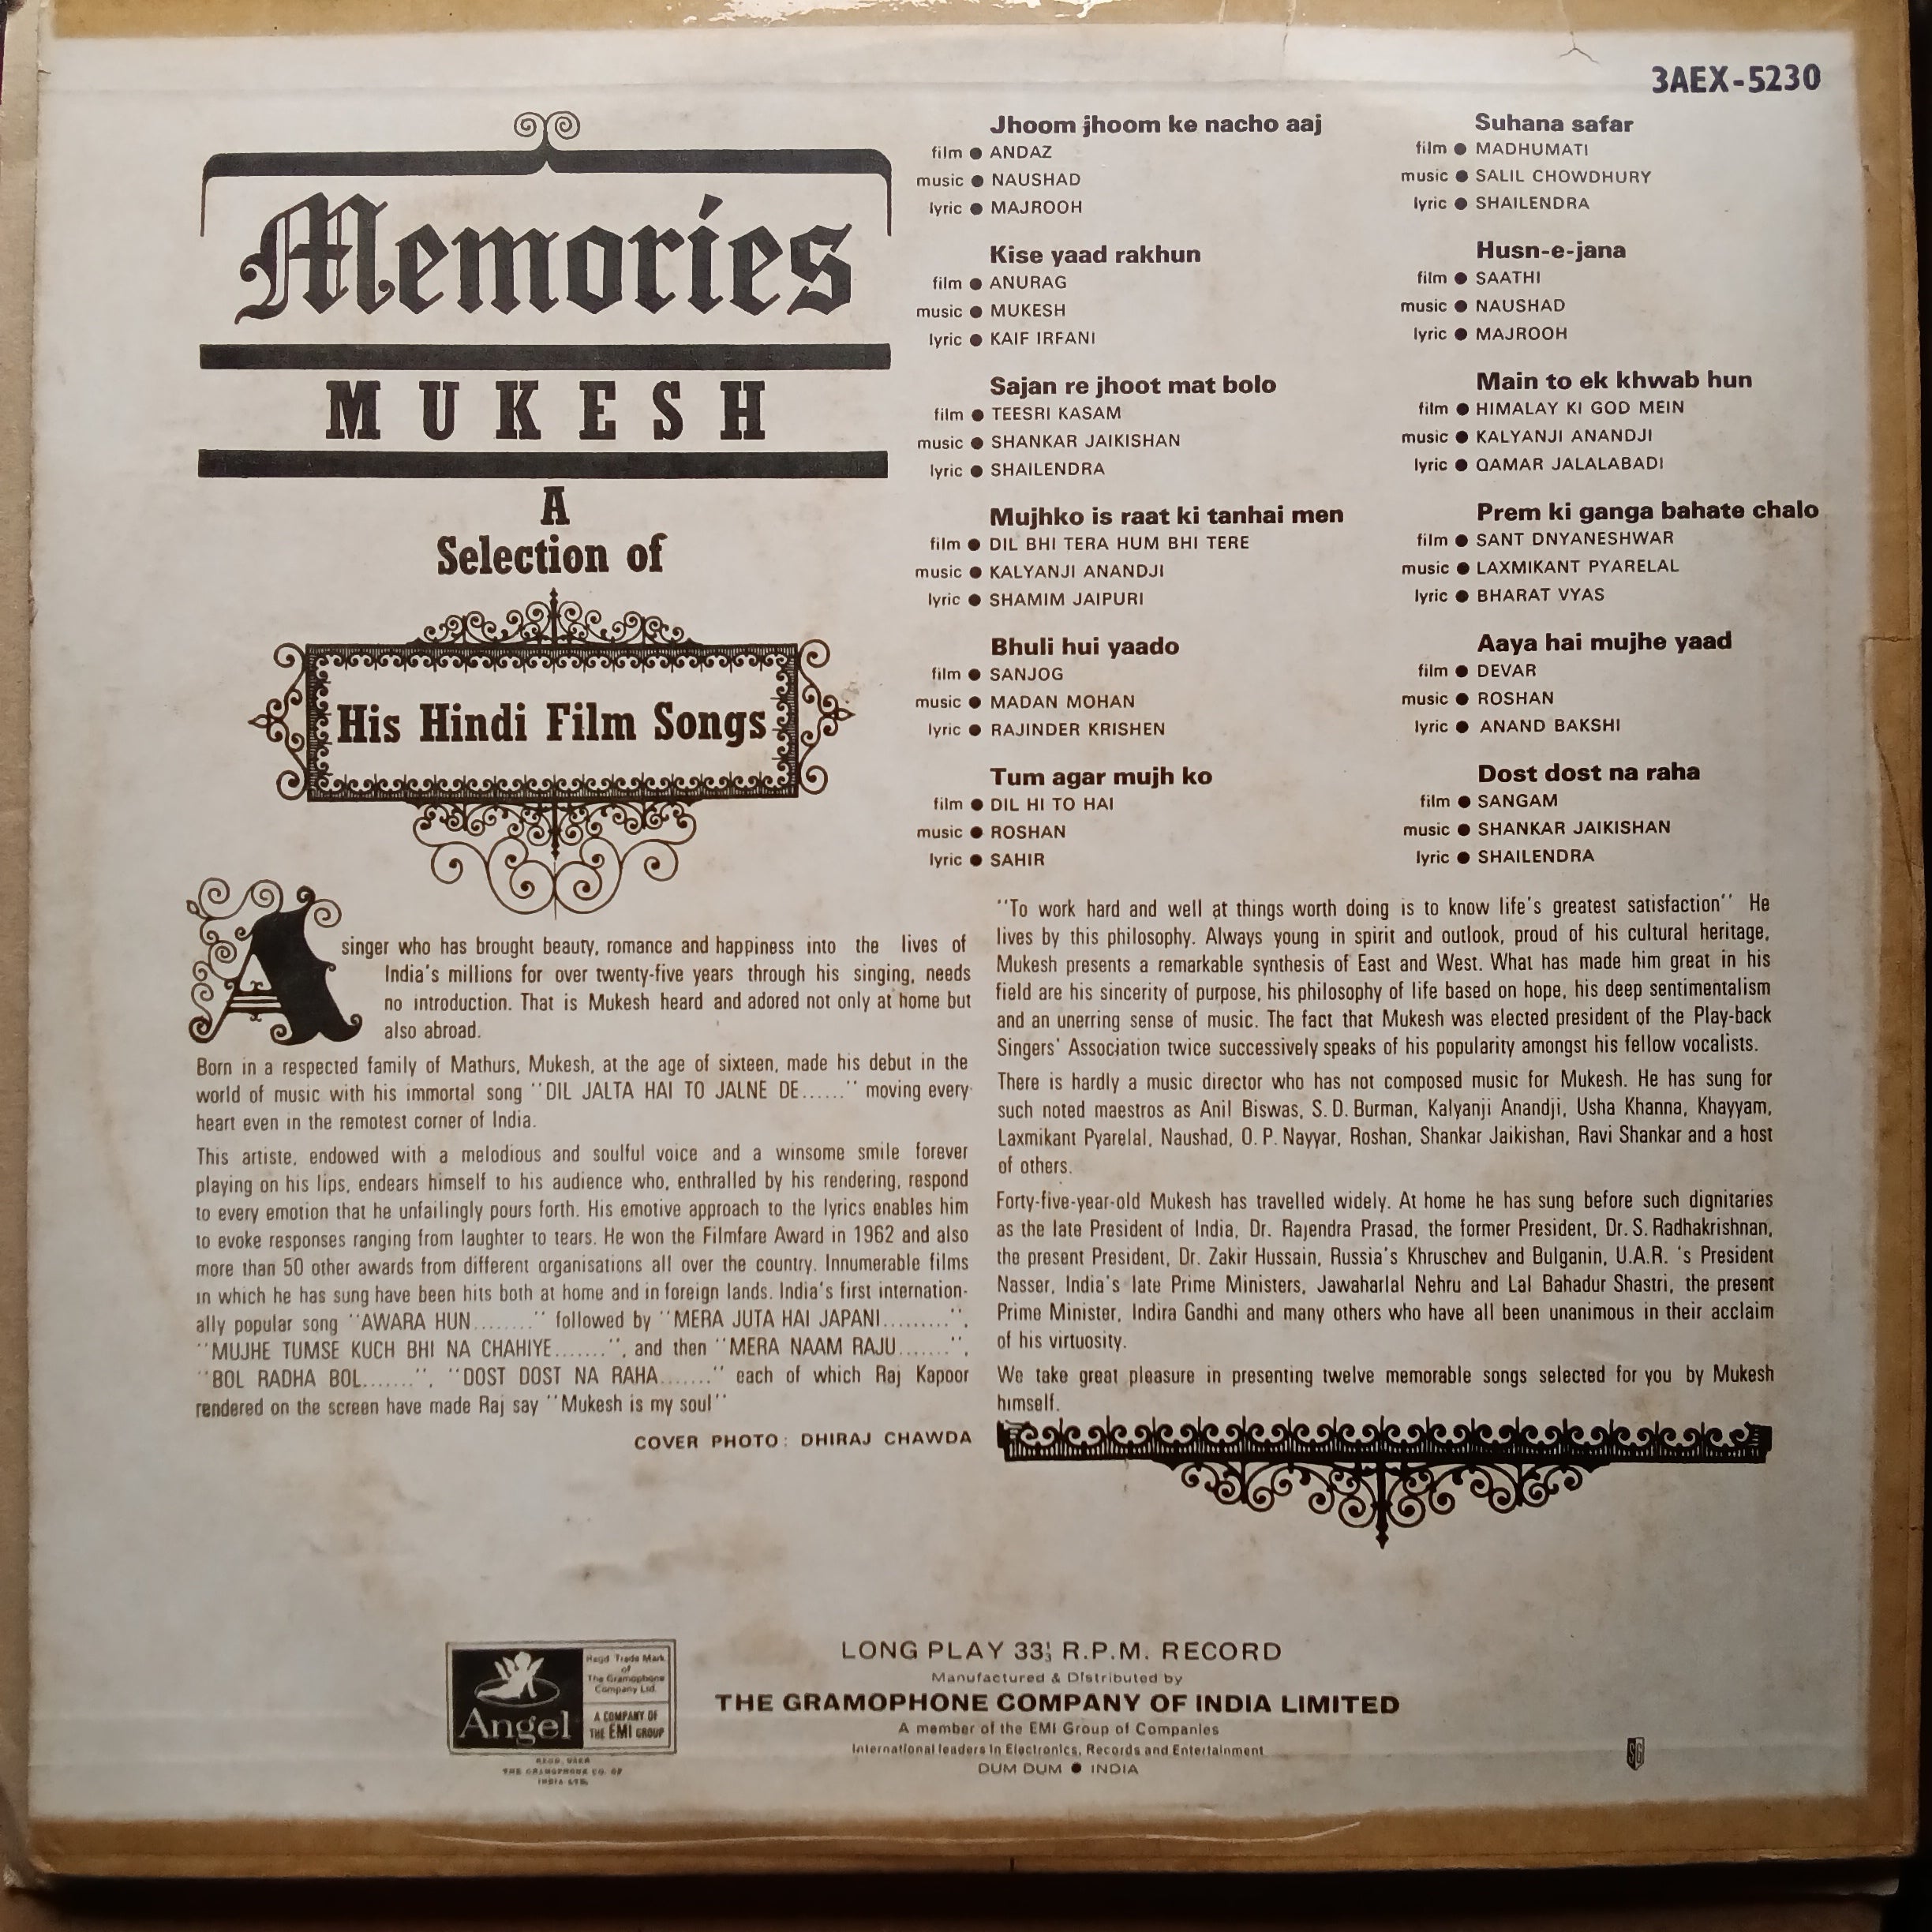 3AEX-5230
Memories
MUKESH
A
Selection of
His Hindi Film Songs
Jhoom jhoom ke nacho aaj
film ● ANDAZ
music ● NAUSHAD
lyric ● MAJROOH
Kise yaad rakhun
film ● ANURAG
music ● MUKESH
lyric ● KAIF IRFANI
Sajan re jhoot mat bolo
film ● TEESRI KASAM
music ● SHANKAR JAIKISHAN
lyric ● SHAILENDRA
Mujhko is raat ki tanhai men
film ● DIL BHI TERA HUM BHI TERE
music ● KALYANJI ANANDJI
lyric ● SHAMIM JAIPURI
Bhuli hui yaado
film ● SANJOG
music ● MADAN MOHAN
lyric ● RAJINDER KRISHEN
Tum agar mujh ko
film ● DIL HI TO HAI
music ● ROSHAN
lyric ● SAHIR
Suhana safar
film ● MADHUMATI
music ● SALIL CHOWDHURY
lyric ● SHAILENDRA
Husn-e-jana
film ● SAATHI
music ● NAUSHAD
lyric ● MAJROOH
Main to ek khwab hun
film ● HIMALAY KI GOD MEIN
music ● KALYANJI ANANDJI
lyric ● QAMAR JALALABADI
Prem ki ganga bahate chalo
film ● SANT DNYANESHWAR
music ● LAXMIKANT PYARELAL
lyric ● BHARAT VYAS
Aaya hai mujhe yaad
film ● DEVAR
music ● ROSHAN
lyric ● ANAND BAKSHI
Dost dost na raha
film ● SANGAM
music ● SHANKAR JAIKISHAN
lyric ● SHAILENDRA
A singer who has brought beauty, romance and happiness into the lives of
India's millions for over twenty-five years through his singing, needs
no introduction. That is Mukesh heard and adored not only at home but
also abroad.
Born in a respected family of Mathurs, Mukesh, at the age of sixteen, made his debut in the
world of music with his immortal song "DIL JALTA HAI TO JALNE DE......" moving every
heart even in the remotest corner of India.
This artiste, endowed with a melodious and soulful voice and a winsome smile forever
playing on his lips, endears himself to his audience who, enthralled by his rendering, respond
to every emotion that he unfailingly pours forth. His emotive approach to the lyrics enables him
to evoke responses ranging from laughter to tears. He won the Filmfare Award in 1962 and also
more than 50 other awards from different organisations all over the country. Innumerable films
in which he has sung have been hits both at home and in foreign lands. India's first internation-
ally popular song "AWARA HUN........" followed by "MERA JUTA HAI JAPANI.........",
"MUJHE TUMSE KUCH BHI NA CHAHIYE.......", and then "MERA NAAM RAJU.......",
"BOL RADHA BOL.......", "DOST DOST NA RAHA......." each of which Raj Kapoor
rendered on the screen have made Raj say "Mukesh is my soul"
COVER PHOTO: DHIRAJ CHAWDA
"To work hard and well at things worth doing is to know life's greatest satisfaction" He
lives by this philosophy. Always young in spirit and outlook, proud of his cultural heritage,
Mukesh presents a remarkable synthesis of East and West. What has made him great in his
field are his sincerity of purpose, his philosophy of life based on hope, his deep sentimentalism
and an unerring sense of music. The fact that Mukesh was elected president of the Play-back
Singers' Association twice successively speaks of his popularity amongst his fellow vocalists.
There is hardly a music director who has not composed music for Mukesh. He has sung for
such noted maestros as Anil Biswas, S. D. Burman, Kalyanji Anandji, Usha Khanna, Khayyam,
Laxmikant Pyarelal, Naushad, O. P. Nayyar, Roshan, Shankar Jaikishan, Ravi Shankar and a host
of others.
Forty-five-year-old Mukesh has travelled widely. At home he has sung before such dignitaries
as the late President of India, Dr. Rajendra Prasad, the former President, Dr. S. Radhakrishnan,
the present President, Dr. Zakir Hussain, Russia's Khruschev and Bulganin, U.A.R. 's President
Nasser, India's late Prime Ministers, Jawaharlal Nehru and Lal Bahadur Shastri, the present
Prime Minister, Indira Gandhi and many others who have all been unanimous in their acclaim
of his virtuosity.
We take great pleasure in presenting twelve memorable songs selected for you by Mukesh
himself.
Angel
Regd Trade Mark
of
The Gramophone
Company Ltd.
A COMPANY OF
THE EMI GROUP
REGD. USER
THE GRAMOPHONE CO. OF
INDIA LTD.
LONG PLAY 33⅓ R.P.M. RECORD
Manufactured & Distributed by
THE GRAMOPHONE COMPANY OF INDIA LIMITED
A member of the EMI Group of Companies
International leaders in Electronics, Records and Entertainment
DUM DUM ● INDIA
SG